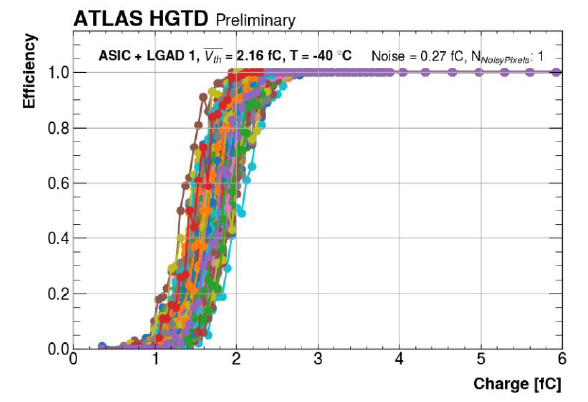 ATLAS HGTD Preliminary
ASIC + LGAD 1, V̅th = 2.16 fC, T = -40 °C Noise = 0.27 fC, NNoisyPixels: 1
Efficiency
1.0
0.8
0.6
0.4
0.2
0.0
0 1 2 3 4 5 6
Charge [fC]